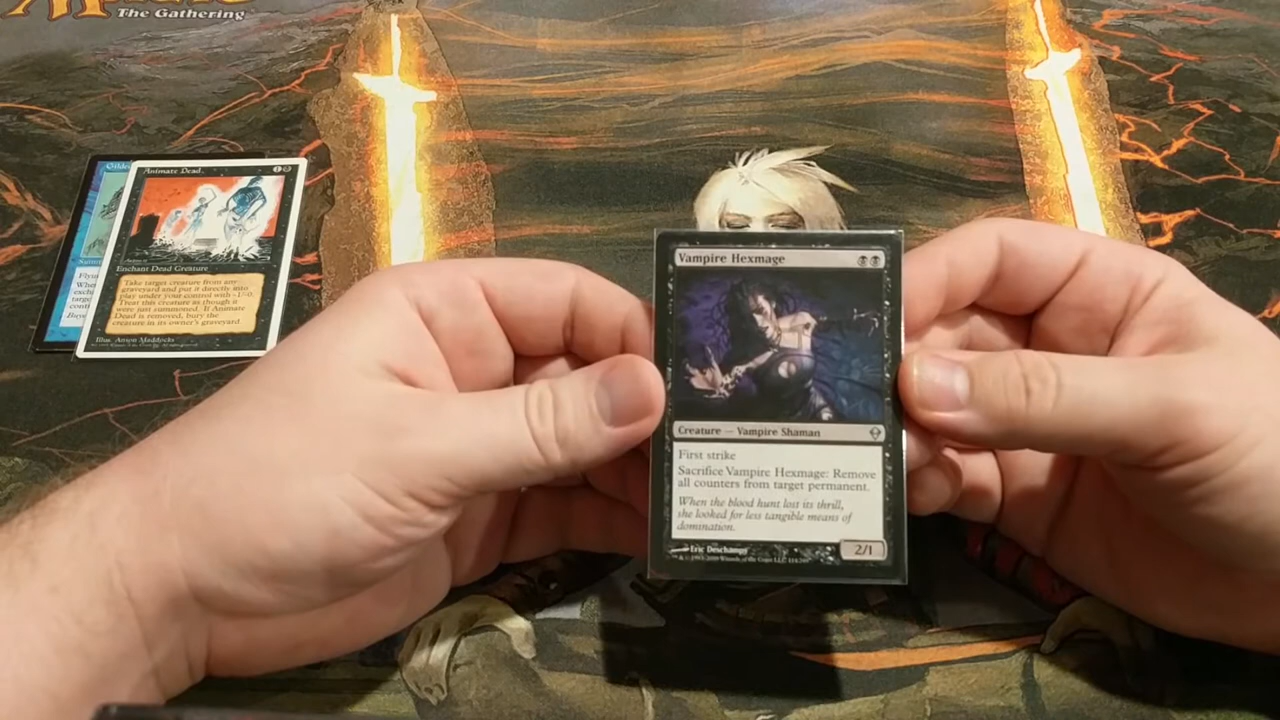 The Gathering
Gilde
Flyin
Animate Dead
Enchant Dead Creature
Take target creature from any
graveyard and put it directly into
play under your control with -1/-0.
Treat this creature as though it
were just summoned. If Animate
Dead is removed, bury the
creature in its owner's graveyard.
Illus. Anson Maddocks
Vampire Hexmage
Creature — Vampire Shaman
First strike
Sacrifice Vampire Hexmage: Remove
all counters from target permanent.
When the blood hunt lost its thrill,
she looked for less tangible means of
domination.
Eric Deschamps
2/1